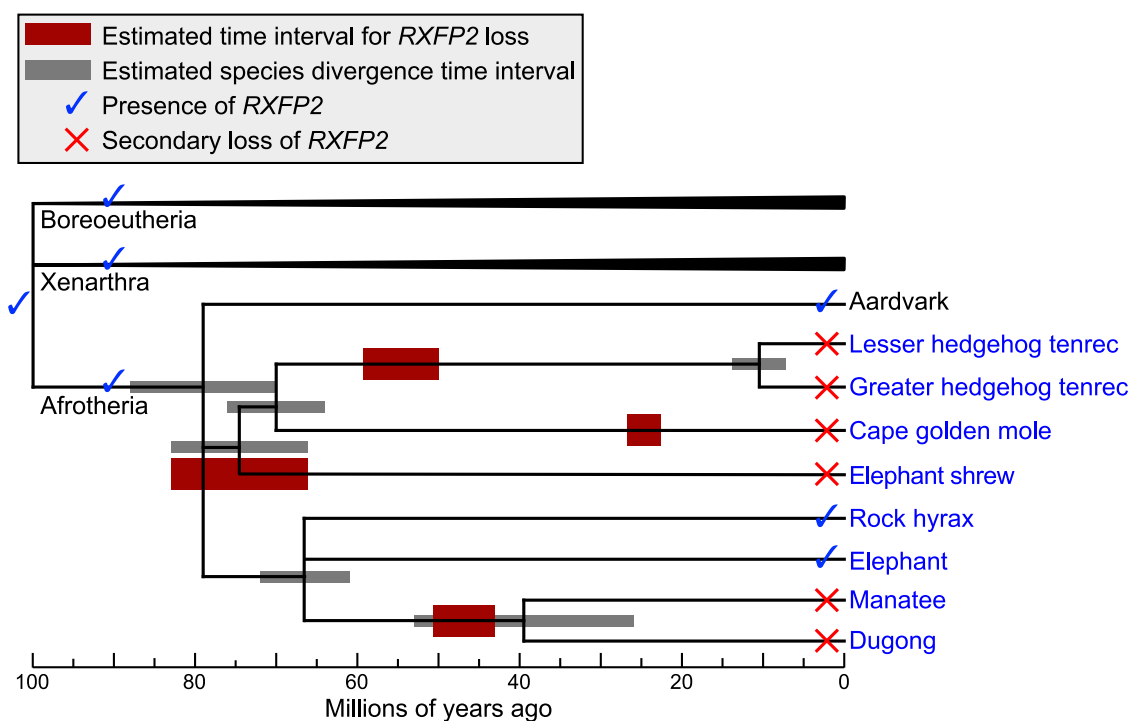 Estimated time interval for RXFP2 loss
Estimated species divergence time interval
Presence of RXFP2
Secondary loss of RXFP2
Boreoeutheria
Xenarthra
Aardvark
Lesser hedgehog tenrec
Greater hedgehog tenrec
Afrotheria
Cape golden mole
Elephant shrew
Rock hyrax
Elephant
Manatee
Dugong
100 80 60 40 20 0
Millions of years ago